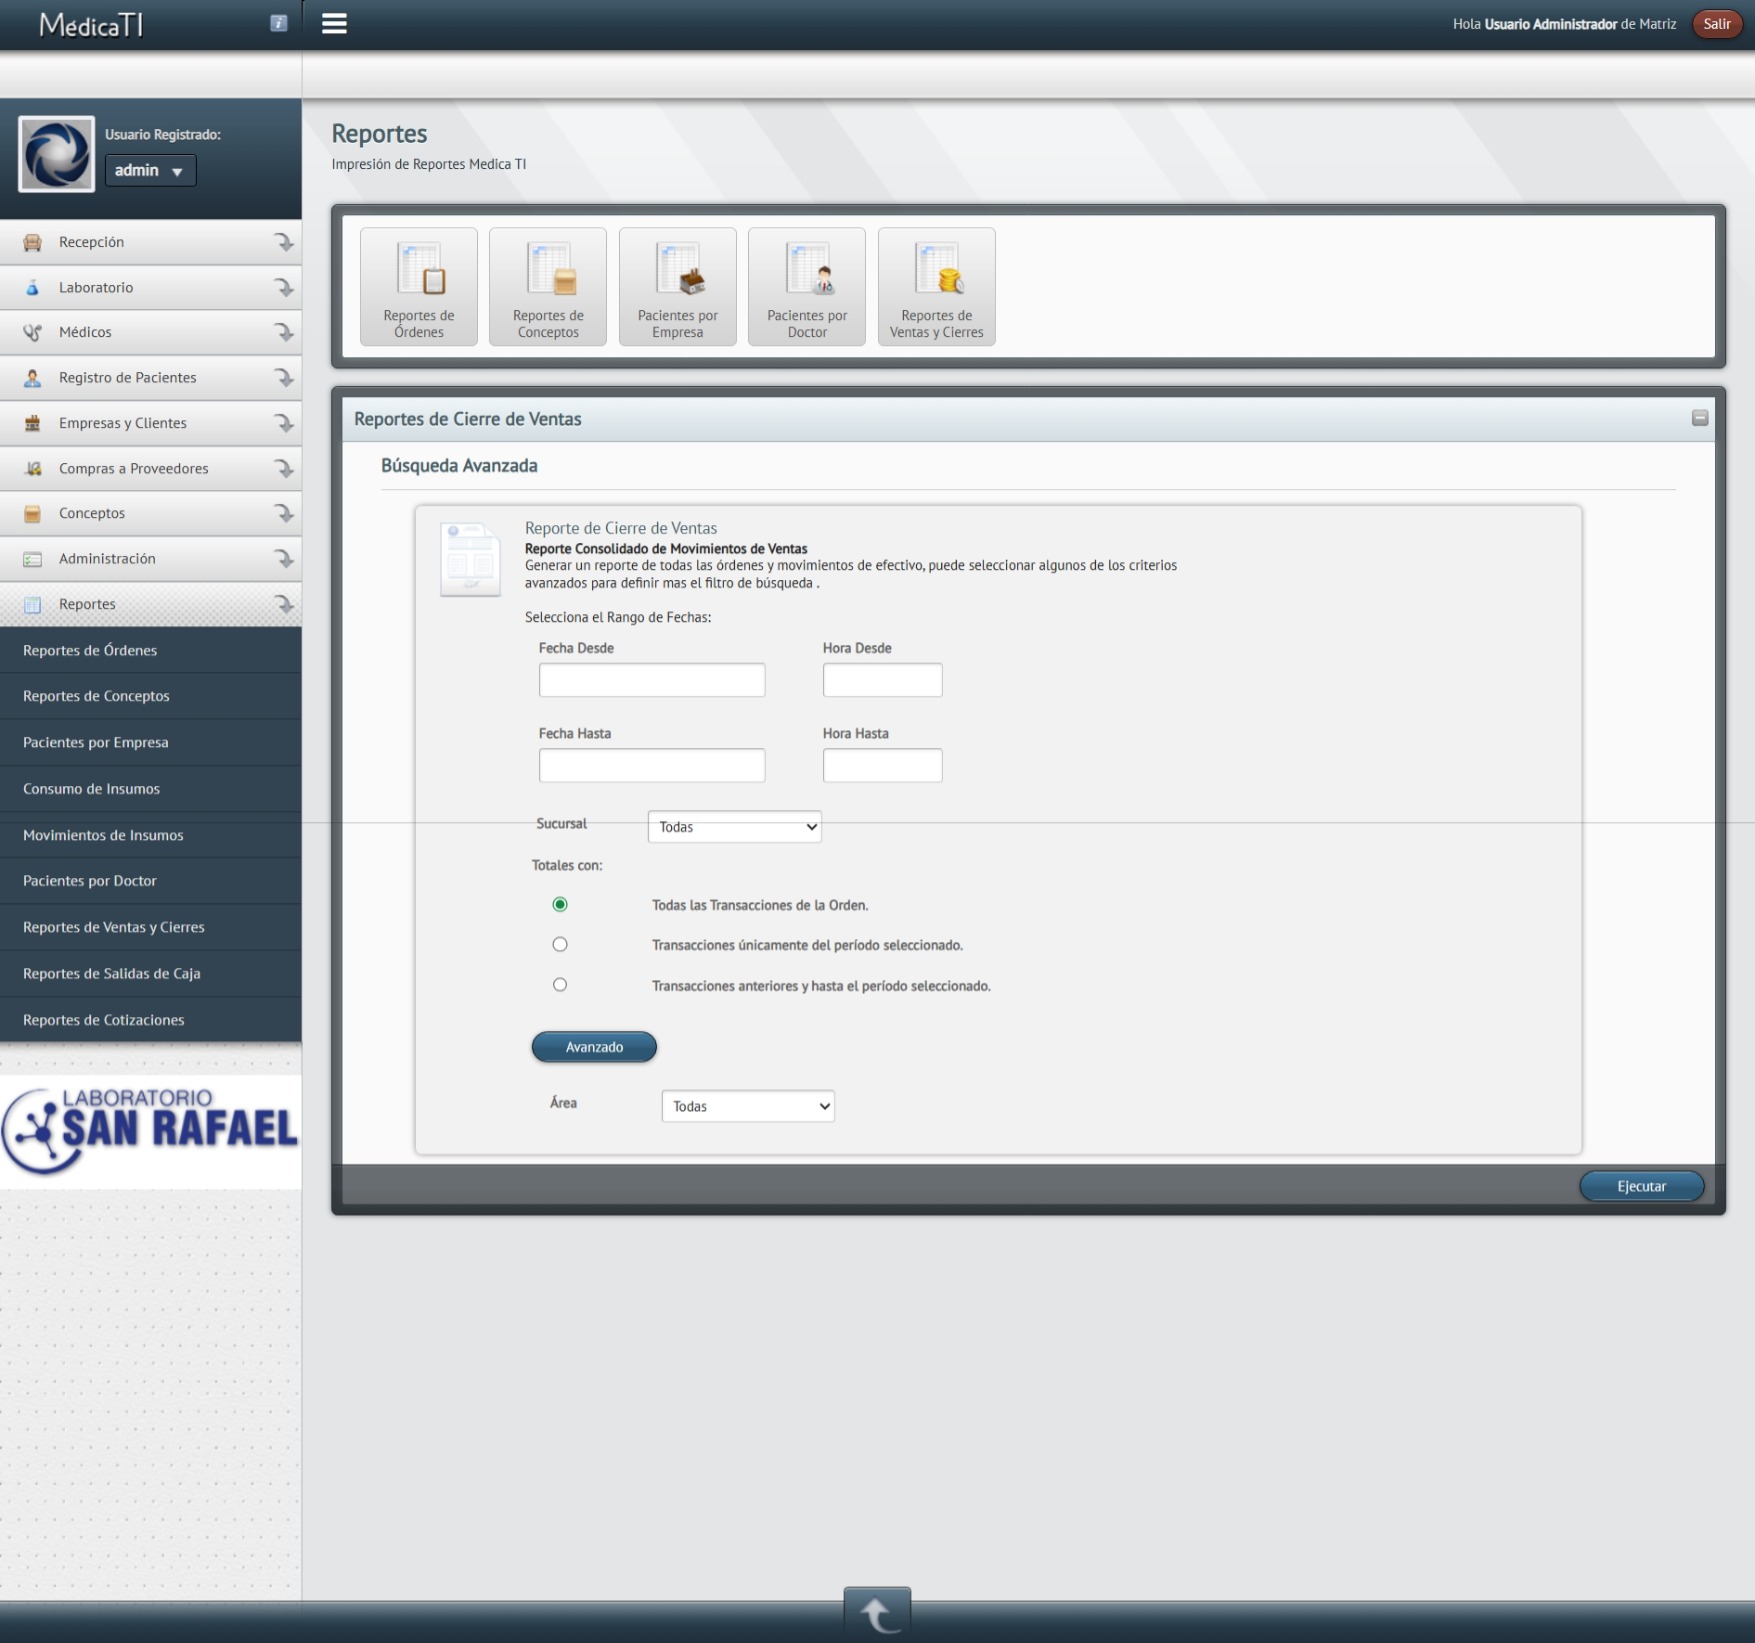 MédicaTI
Hola Usuario Administrador de Matriz
Salir
Usuario Registrado:
admin
Recepción
Laboratorio
Médicos
Registro de Pacientes
Empresas y Clientes
Compras a Proveedores
Conceptos
Administración
Reportes
Reportes de Órdenes
Reportes de Conceptos
Pacientes por Empresa
Consumo de Insumos
Movimientos de Insumos
Pacientes por Doctor
Reportes de Ventas y Cierres
Reportes de Salidas de Caja
Reportes de Cotizaciones
LABORATORIO
SAN RAFAEL
Reportes
Impresión de Reportes Medica TI
Reportes de
Órdenes
Reportes de
Conceptos
Pacientes por
Empresa
Pacientes por
Doctor
Reportes de
Ventas y Cierres
Reportes de Cierre de Ventas
Búsqueda Avanzada
Reporte de Cierre de Ventas
Reporte Consolidado de Movimientos de Ventas
Generar un reporte de todas las órdenes y movimientos de efectivo, puede seleccionar algunos de los criterios
avanzados para definir mas el filtro de búsqueda .
Selecciona el Rango de Fechas:
Fecha Desde
Hora Desde
Fecha Hasta
Hora Hasta
Sucursal
Todas
Totales con:
Todas las Transacciones de la Orden.
Transacciones únicamente del período seleccionado.
Transacciones anteriores y hasta el período seleccionado.
Avanzado
Área
Todas
Ejecutar